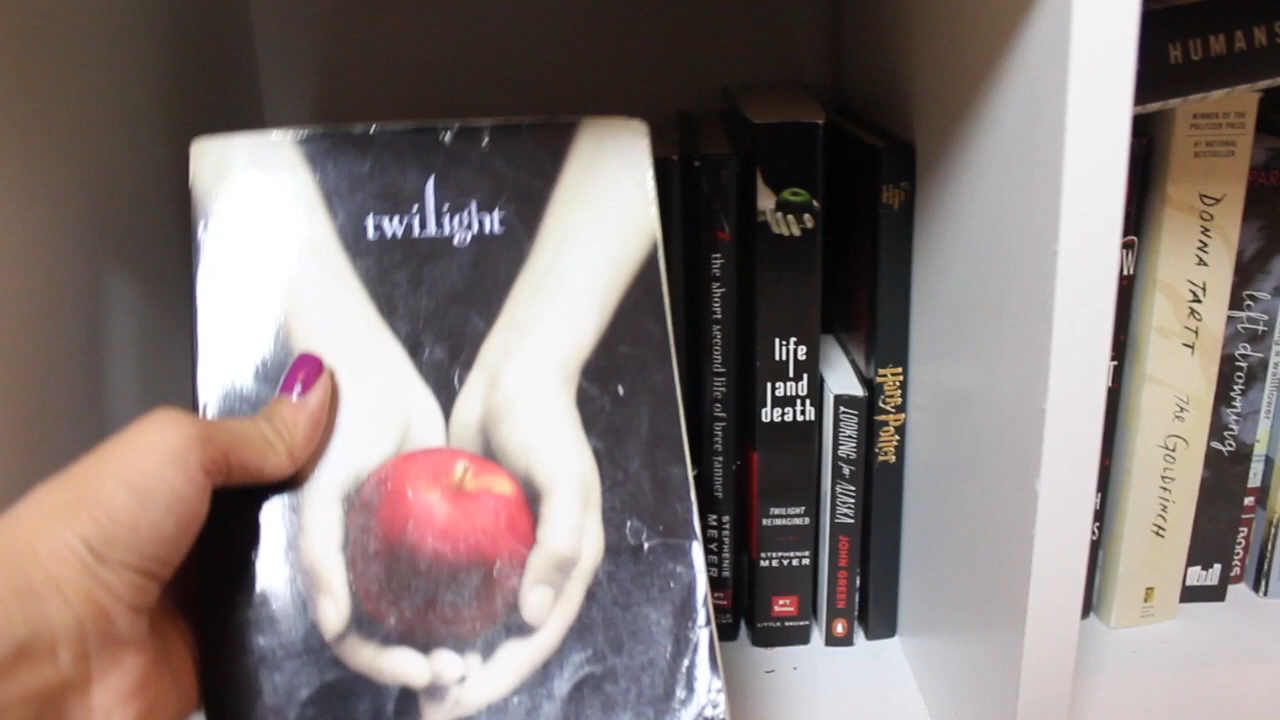 twilight
the short second life of bree tanner
STEPHENIE
MEYER
life
and
death
TWILIGHT
REIMAGINED
STEPHENIE
MEYER
LITTLE, BROWN
LOOKING for ALASKA
JOHN GREEN
HP
Harry Potter
HUMANS
WINNER OF THE
PULITZER PRIZE
#1 NATIONAL
BESTSELLER
DONNA TARTT
THE GOLDFINCH
left drowning
wallflower